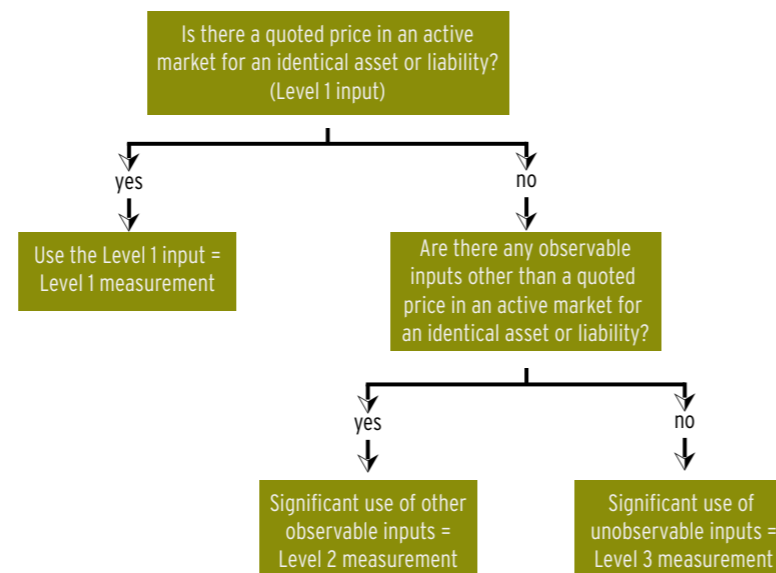 Is there a quoted price in an active
market for an identical asset or liability?
(Level 1 input)
yes
no
Use the Level 1 input =
Level 1 measurement
Are there any observable
inputs other than a quoted
price in an active market for
an identical asset or liability?
yes
no
Significant use of other
observable inputs =
Level 2 measurement
Significant use of
unobservable inputs =
Level 3 measurement